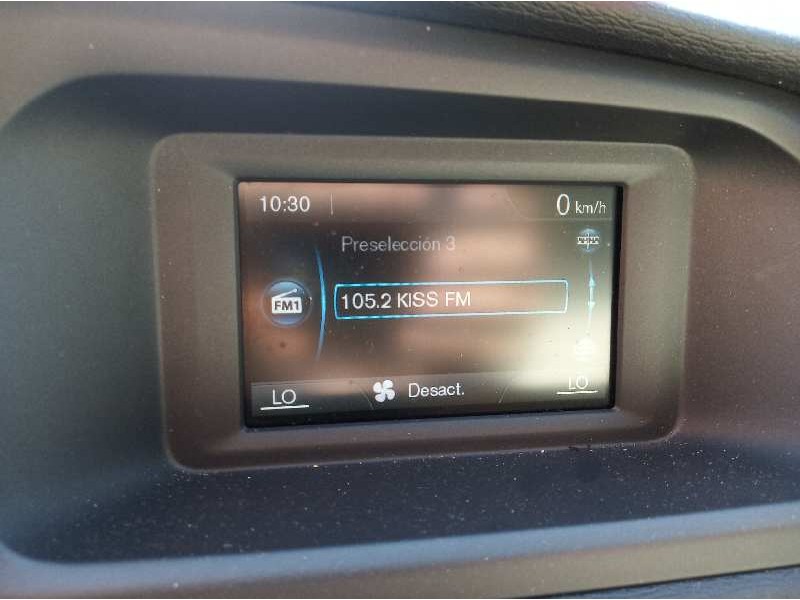 10:30
0 km/h
Preselección 3
FM1
105.2 KISS FM
LO
Desact.
LO